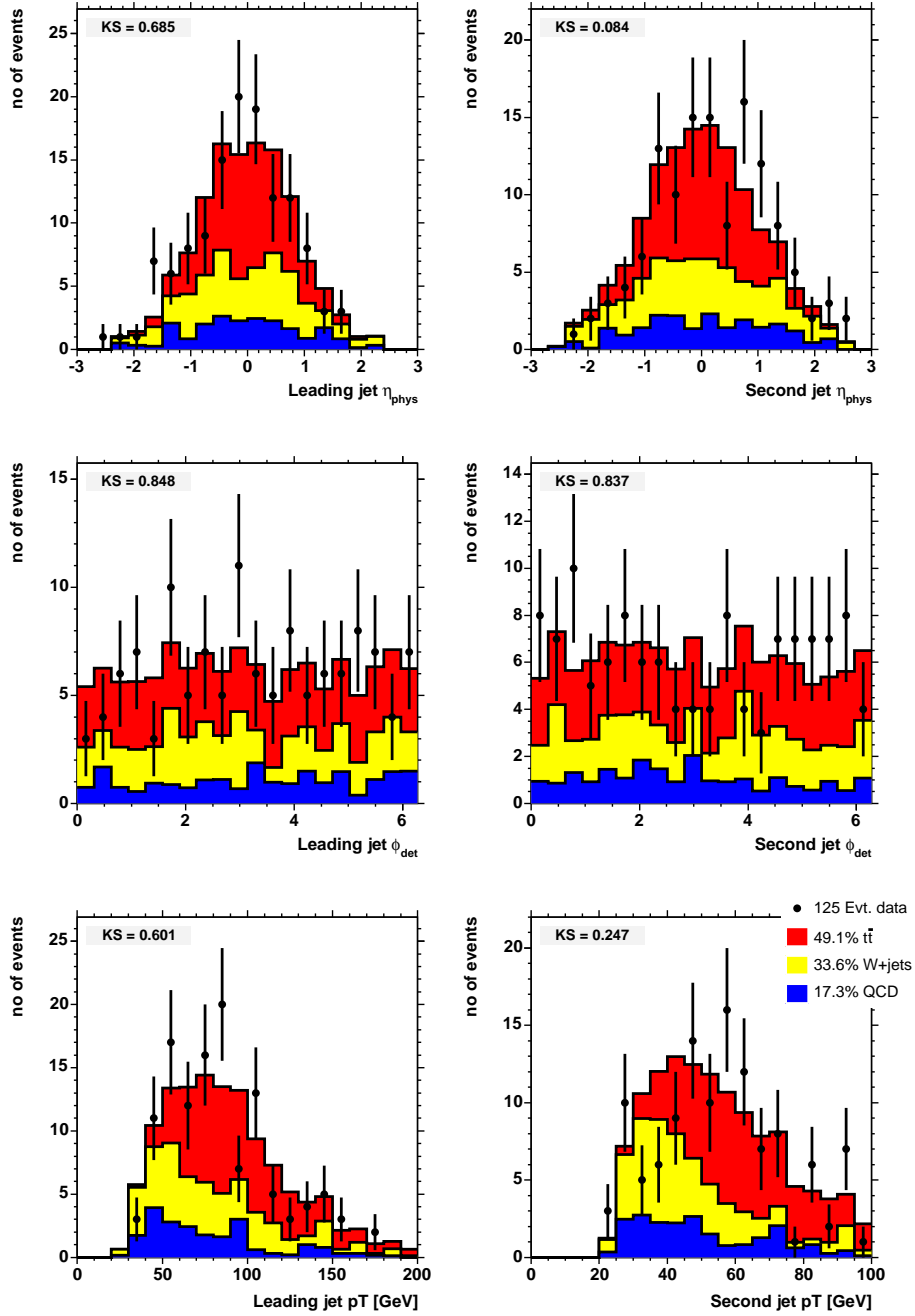 no of events
KS = 0.685
25
20
15
10
5
0
-3 -2 -1 0 1 2 3
Leading jet ηphys
no of events
KS = 0.084
20
15
10
5
0
-3 -2 -1 0 1 2 3
Second jet ηphys
no of events
KS = 0.848
15
10
5
0
0 2 4 6
Leading jet ϕdet
no of events
KS = 0.837
14
12
10
8
6
4
2
0
0 2 4 6
Second jet ϕdet
no of events
KS = 0.601
25
20
15
10
5
0
0 50 100 150 200
Leading jet pT [GeV]
no of events
KS = 0.247
20
15
10
5
0
0 20 40 60 80 100
Second jet pT [GeV]
125 Evt. data
49.1% tt̄
33.6% W+jets
17.3% QCD